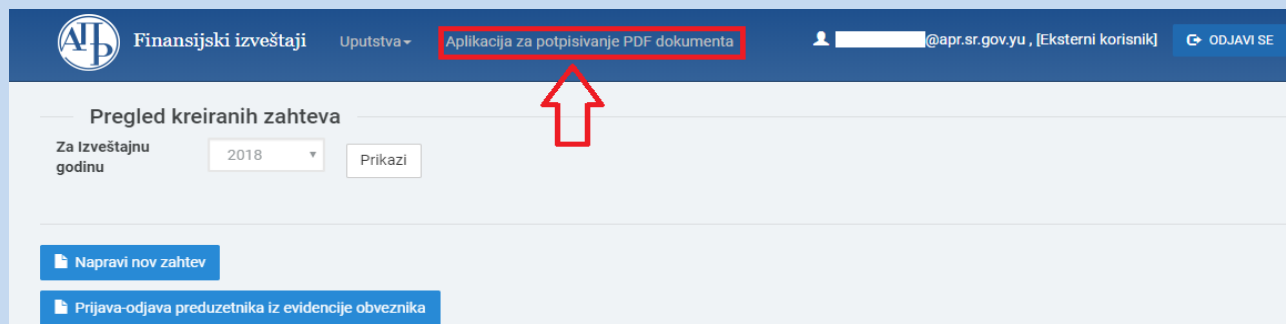 АПР Finansijski izveštaji Uputstva Aplikacija za potpisivanje PDF dokumenta @apr.sr.gov.yu , [Eksterni korisnik] ODJAVI SE
Pregled kreiranih zahteva
Za Izveštajnu godinu 2018 Prikazi
Napravi nov zahtev
Prijava-odjava preduzetnika iz evidencije obveznika